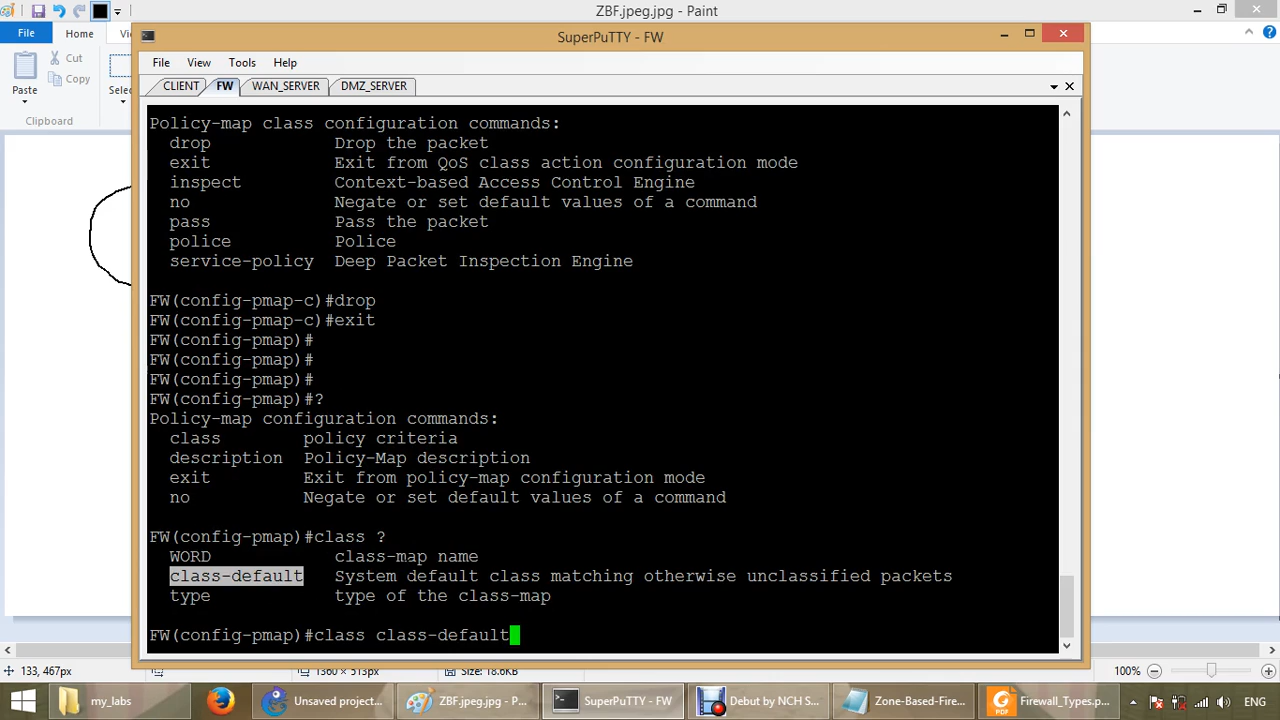 ZBF.jpeg.jpg - Paint
File
Home
Vi
Cut
Copy
Paste
Selec
Clipboard
SuperPuTTY - FW
File View Tools Help
CLIENT FW WAN_SERVER DMZ_SERVER
Policy-map class configuration commands:
drop Drop the packet
exit Exit from QoS class action configuration mode
inspect Context-based Access Control Engine
no Negate or set default values of a command
pass Pass the packet
police Police
service-policy Deep Packet Inspection Engine
FW(config-pmap-c)#drop
FW(config-pmap-c)#exit
FW(config-pmap)#
FW(config-pmap)#
FW(config-pmap)#
FW(config-pmap)#?
Policy-map configuration commands:
class policy criteria
description Policy-Map description
exit Exit from policy-map configuration mode
no Negate or set default values of a command
FW(config-pmap)#class ?
WORD class-map name
class-default System default class matching otherwise unclassified packets
type type of the class-map
FW(config-pmap)#class class-default
133, 467px 1360 × 513px Size: 18.6KB 100%
my_labs Unsaved project... ZBF.jpeg.jpg - P... SuperPuTTY - FW Debut by NCH S... Zone-Based-Fire... Firewall_Types.p... ENG
PDF